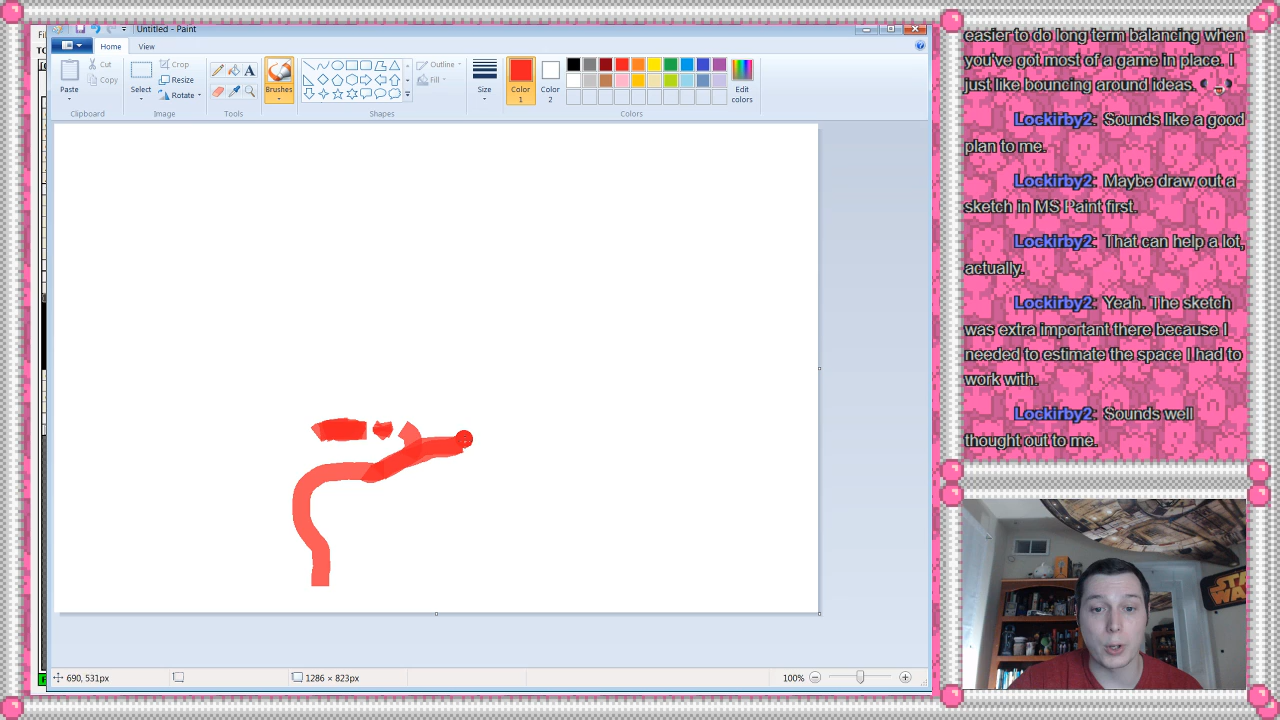 Untitled - Paint
Home
View
Paste
Cut
Copy
Clipboard
Select
Crop
Resize
Rotate
Image
A
Tools
Brushes
Outline
Fill
Shapes
Size
Color
1
Color
2
Edit
colors
Colors
690, 531px
1286 × 823px
100%
easier to do long term balancing when
you've got most of a game in place. I
just like bouncing around ideas.
Lockirby2: Sounds like a good
plan to me.
Lockirby2: Maybe draw out a
sketch in MS Paint first.
Lockirby2: That can help a lot,
actually.
Lockirby2: Yeah. The sketch
was extra important there because I
needed to estimate the space I had to
work with.
Lockirby2: Sounds well
thought out to me.
STAR
WARS